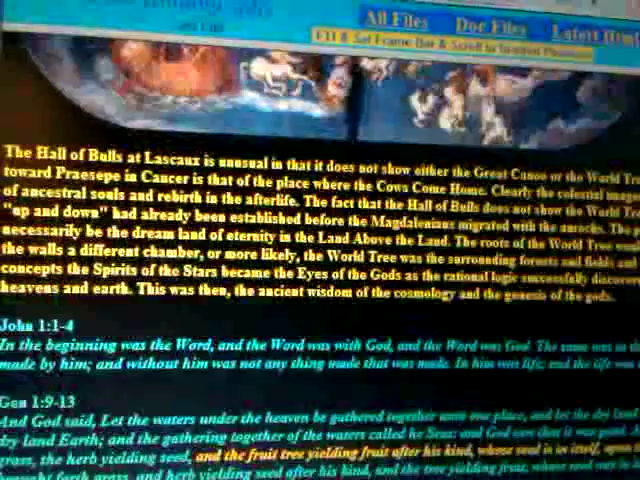 All Files Doc Files Latest Html
F11 & Set Frame Bar & Scroll to
The Hall of Bulls at Lascaux is unusual in that it does not show either the Great Canoe or the World Tree
toward Praesepe in Cancer is that of the place where the Cows Come Home. Clearly the celestial
of ancestral souls and rebirth in the afterlife. The fact that the Hall of Bulls does not show the World
"up and down" had already been established before the Magdalenians migrated with the aurochs. The
necessarily be the dream land of eternity in the Land Above the Land. The roots of the World Tree
the walls a different chamber, or more likely, the World Tree was the surrounding forests and fields
concepts the Spirits of the Stars became the Eyes of the Gods as the rational logic successfully
heavens and earth. This was then, the ancient wisdom of the cosmology and the genesis of the gods.
John 1:1-4
In the beginning was the Word, and the Word was with God, and the Word was God. The same was in
made by him; and without him was not any thing made that was made. In him was life; and the life was
Gen 1:9-13
And God said, Let the waters under the heaven be gathered together unto one place, and let the dry land
dry land Earth; and the gathering together of the waters called he Seas: and God saw that it was good.
grass, the herb yielding seed, and the fruit tree yielding fruit after his kind, whose seed is in itself,
brought forth grass, and herb yielding seed after his kind, and the tree yielding fruit, whose seed was